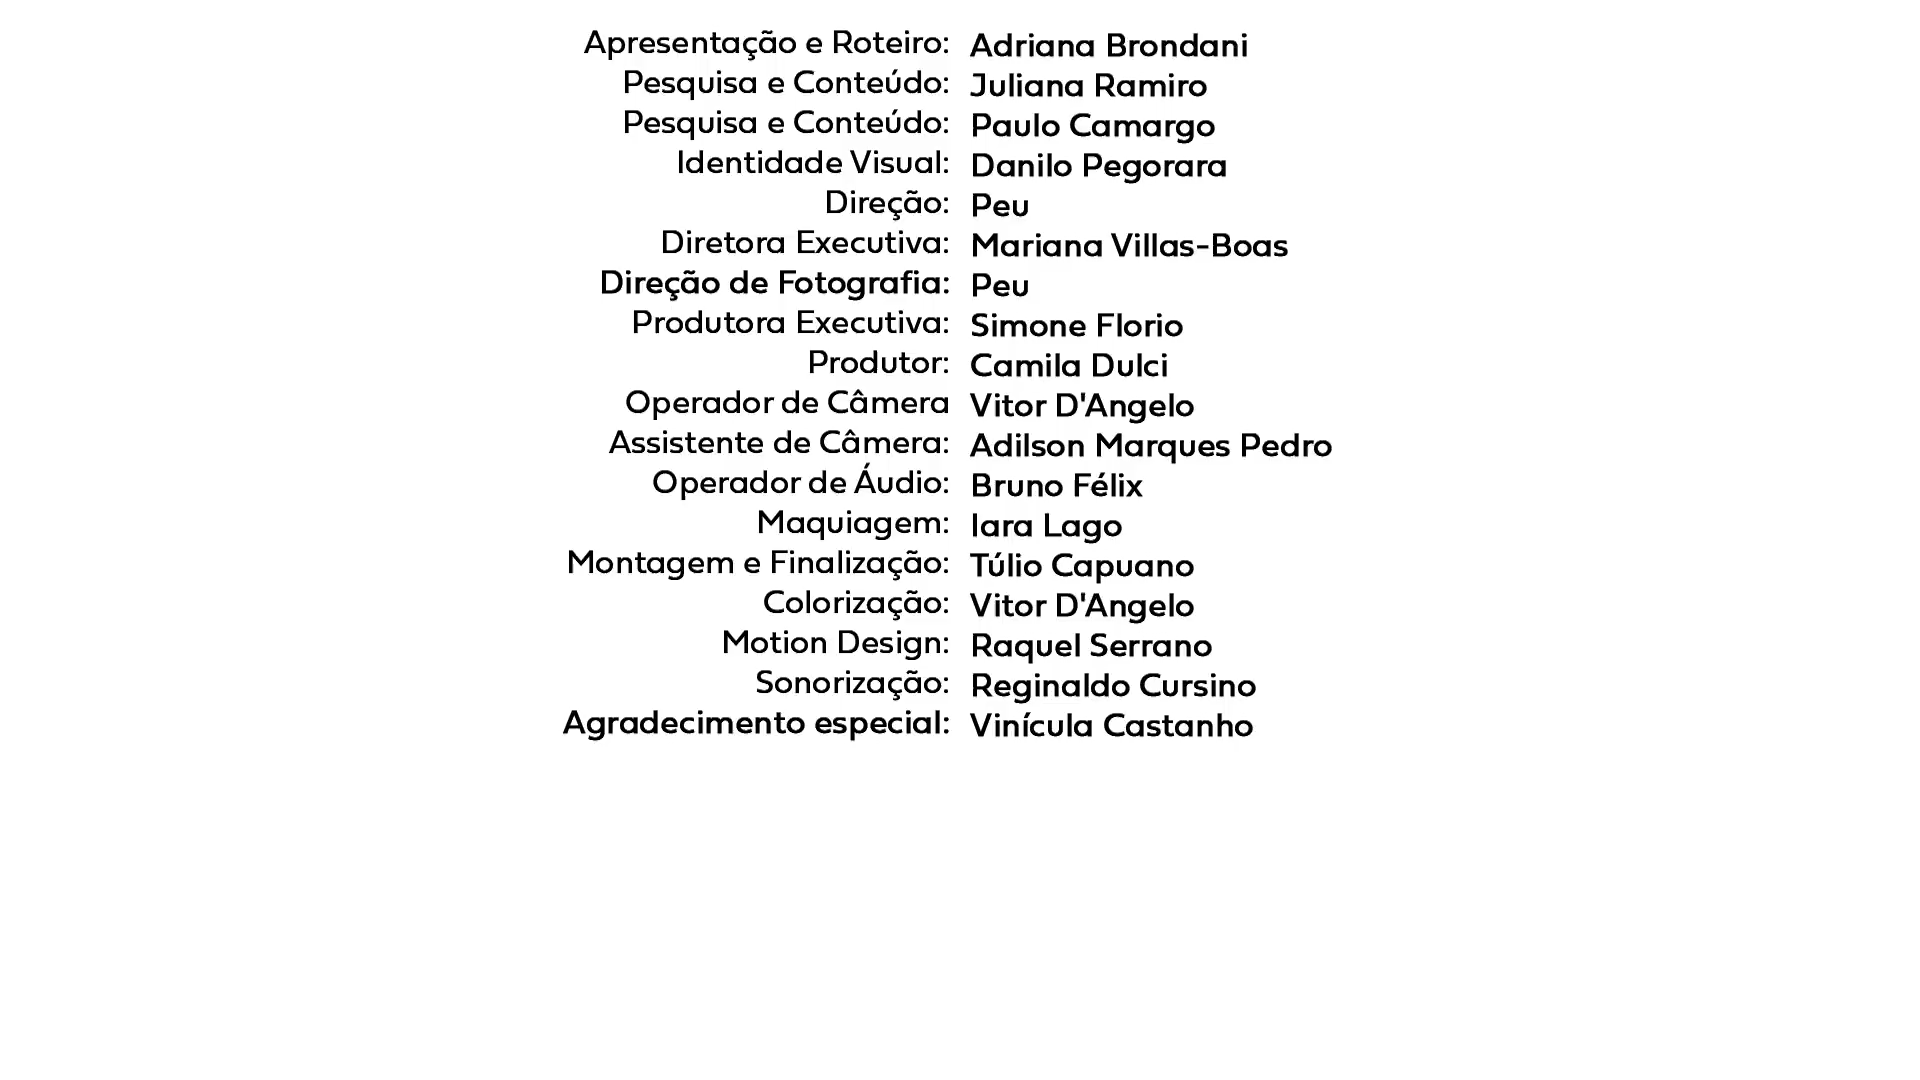 Apresentação e Roteiro: Adriana Brondani
Pesquisa e Conteúdo: Juliana Ramiro
Pesquisa e Conteúdo: Paulo Camargo
Identidade Visual: Danilo Pegorara
Direção: Peu
Diretora Executiva: Mariana Villas-Boas
Direção de Fotografia: Peu
Produtora Executiva: Simone Florio
Produtor: Camila Dulci
Operador de Câmera Vitor D'Angelo
Assistente de Câmera: Adilson Marques Pedro
Operador de Áudio: Bruno Félix
Maquiagem: Iara Lago
Montagem e Finalização: Túlio Capuano
Colorização: Vitor D'Angelo
Motion Design: Raquel Serrano
Sonorização: Reginaldo Cursino
Agradecimento especial: Vinícula Castanho